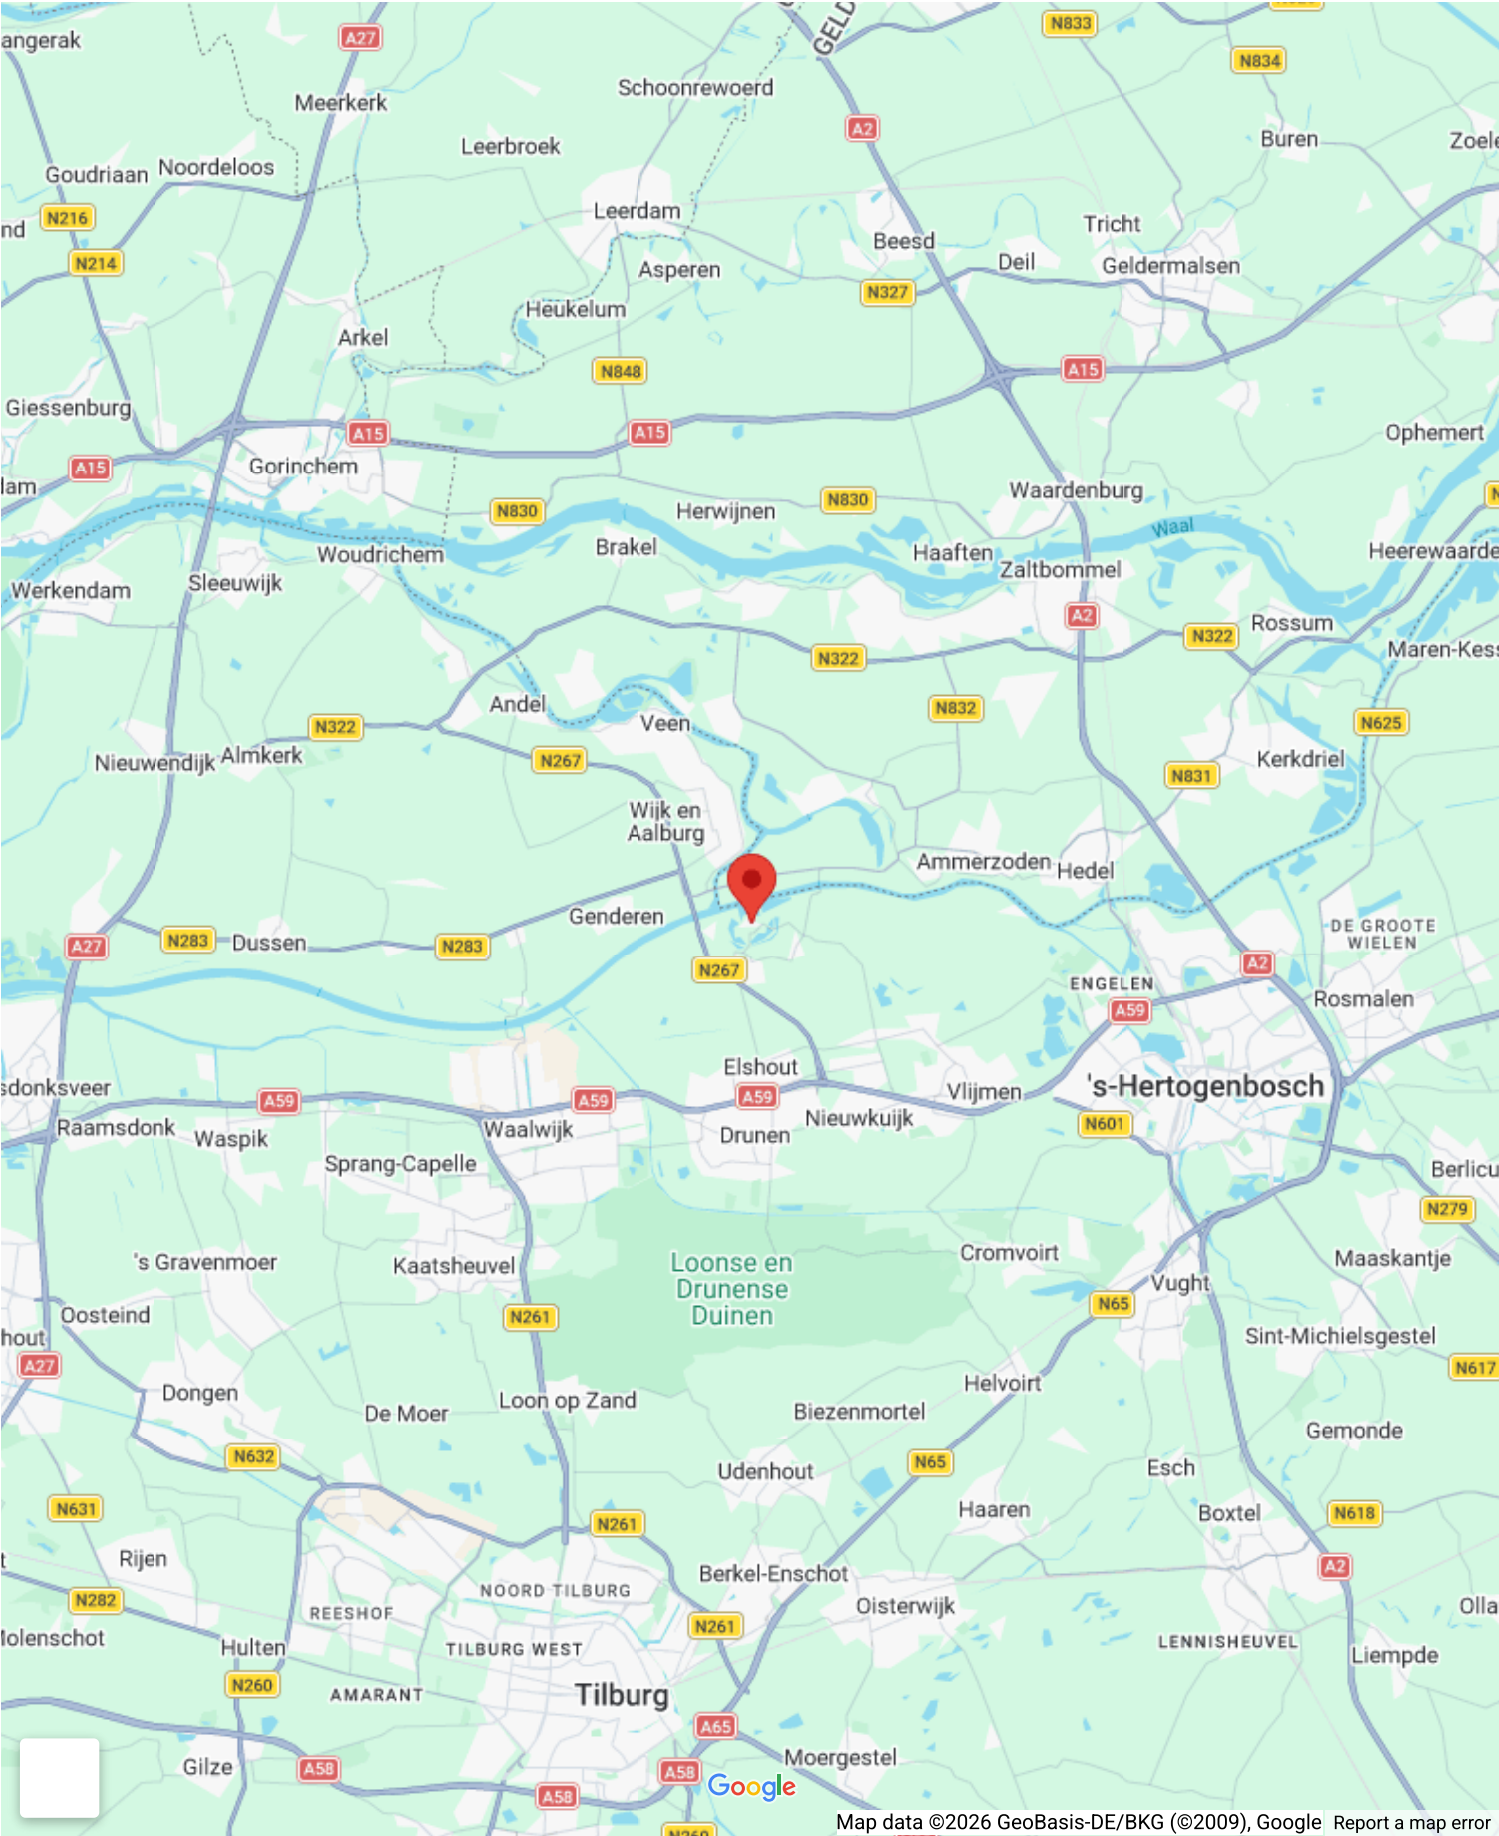 GELD
N833
A27
angerak
N834
Schoonrewoerd
Meerkerk
A2
Buren
Leerbroek
Noordeloos
Goudriaan
Leerdam
N216
Tricht
nd
Beesd
N214
Deil
Geldermalsen
Asperen
N327
Heukelum
Arkel
N848
A15
Giessenburg
A15
A15
Ophemert
A15
Gorinchem
lam
Waardenburg
N830
N830
Herwijnen
Waal
Woudrichem
Brakel
Haaften
Heerewaarde
Zaltbommel
Werkendam
Sleeuwijk
A2
Rossum
N322
N322
Maren-Kess
Andel
N832
N625
N322
Veen
Nieuwendijk
Almkerk
N267
Kerkdriel
N831
Wijk en
Aalburg
Ammerzoden
Hedel
Genderen
DE GROOTE
WIELEN
N283
Dussen
N283
A27
A2
N267
ENGELEN
Rosmalen
A59
Elshout
sdonksveer
's-Hertogenbosch
A59
A59
A59
Vlijmen
Nieuwkuijk
N601
Raamsdonk
Waspik
Waalwijk
Drunen
Sprang-Capelle
Berlicu
N279
Cromvoirt
's Gravenmoer
Kaatsheuvel
Loonse en
Drunense
Duinen
Maaskantje
Vught
Oosteind
N261
N65
hout
Sint-Michielsgestel
A27
N617
Dongen
Helvoirt
Loon op Zand
De Moer
Biezenmortel
Gemonde
N632
N65
Udenhout
Esch
N631
Haaren
Boxtel
N618
N261
Rijen
A2
Berkel-Enschot
NOORD TILBURG
N282
REESHOF
Oisterwijk
Olla
N261
Molenschot
Hulten
TILBURG WEST
LENNISHEUVEL
Liempde
N260
AMARANT
Tilburg
A65
Gilze
A58
A58
Moergestel
Google
A58
Map data ©2026 GeoBasis-DE/BKG (©2009), Google
Report a map error